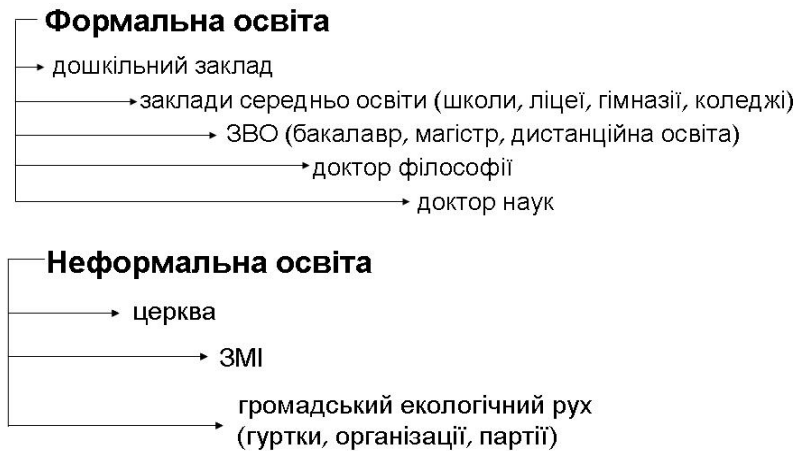 Формальна освіта
дошкільний заклад
заклади середньо освіти (школи, ліцеї, гімназії, коледжі)
ЗВО (бакалавр, магістр, дистанційна освіта)
доктор філософії
доктор наук
Неформальна освіта
церква
ЗМІ
громадський екологічний рух
(гуртки, організації, партії)